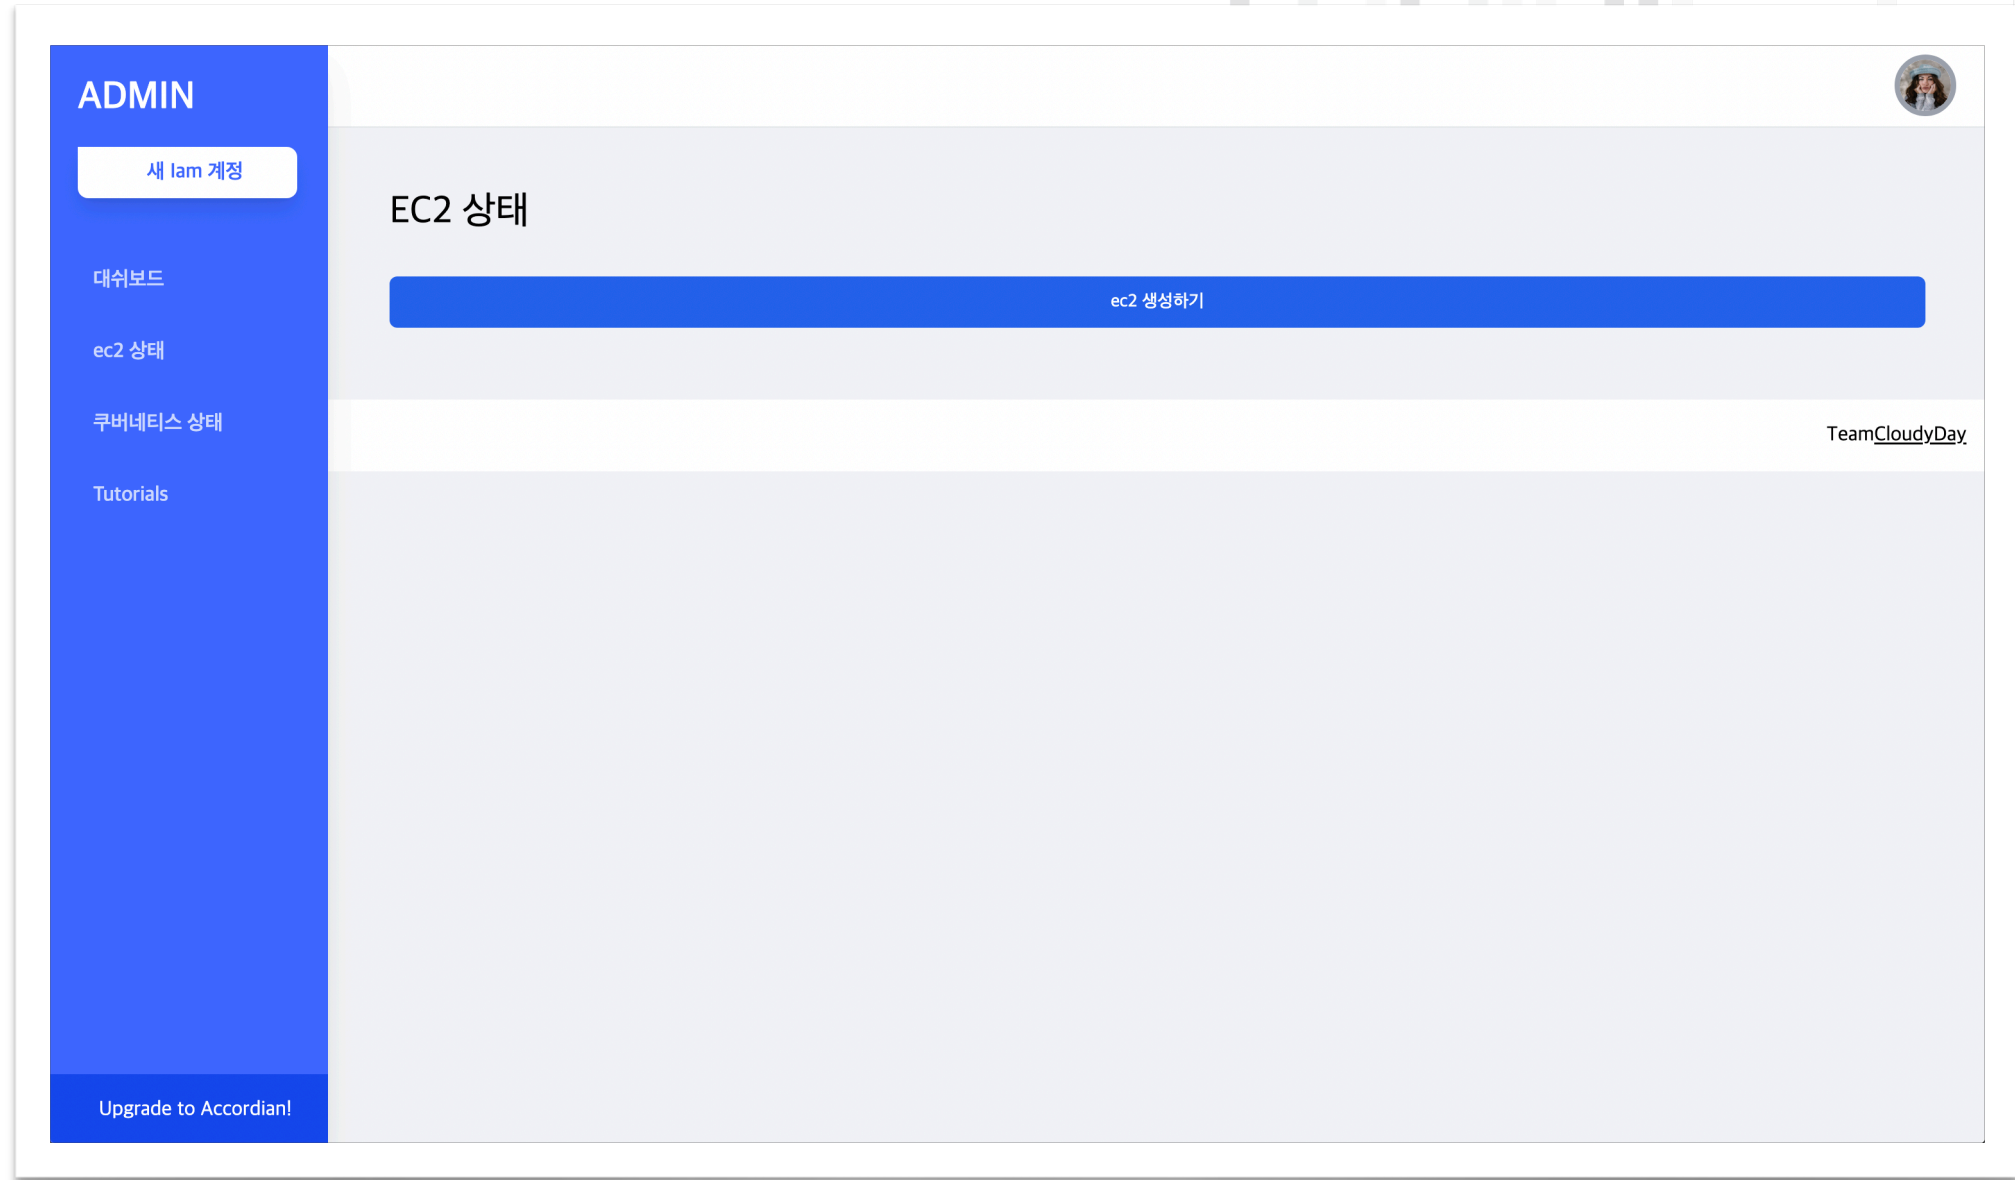 ADMIN
새 Iam 계정
대쉬보드
ec2 상태
쿠버네티스 상태
Tutorials
Upgrade to Accordian!
EC2 상태
ec2 생성하기
TeamCloudyDay